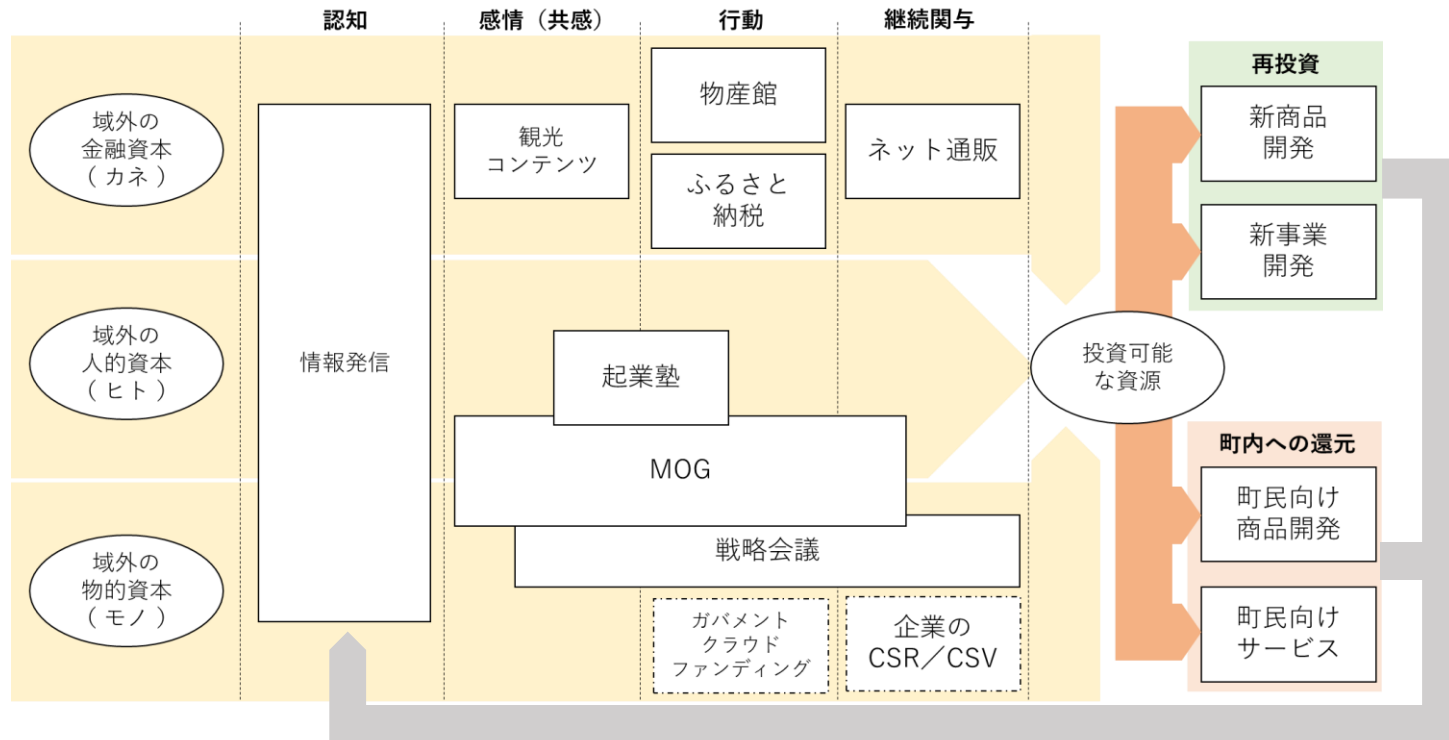 認知
感情（共感）
行動
継続関与
域外の
金融資本
（ カネ ）
域外の
人的資本
（ ヒト ）
域外の
物的資本
（ モノ ）
情報発信
観光
コンテンツ
物産館
ふるさと
納税
ネット通販
起業塾
MOG
戦略会議
ガバメント
クラウド
ファンディング
企業の
CSR／CSV
投資可能
な資源
再投資
新商品
開発
新事業
開発
町内への還元
町民向け
商品開発
町民向け
サービス